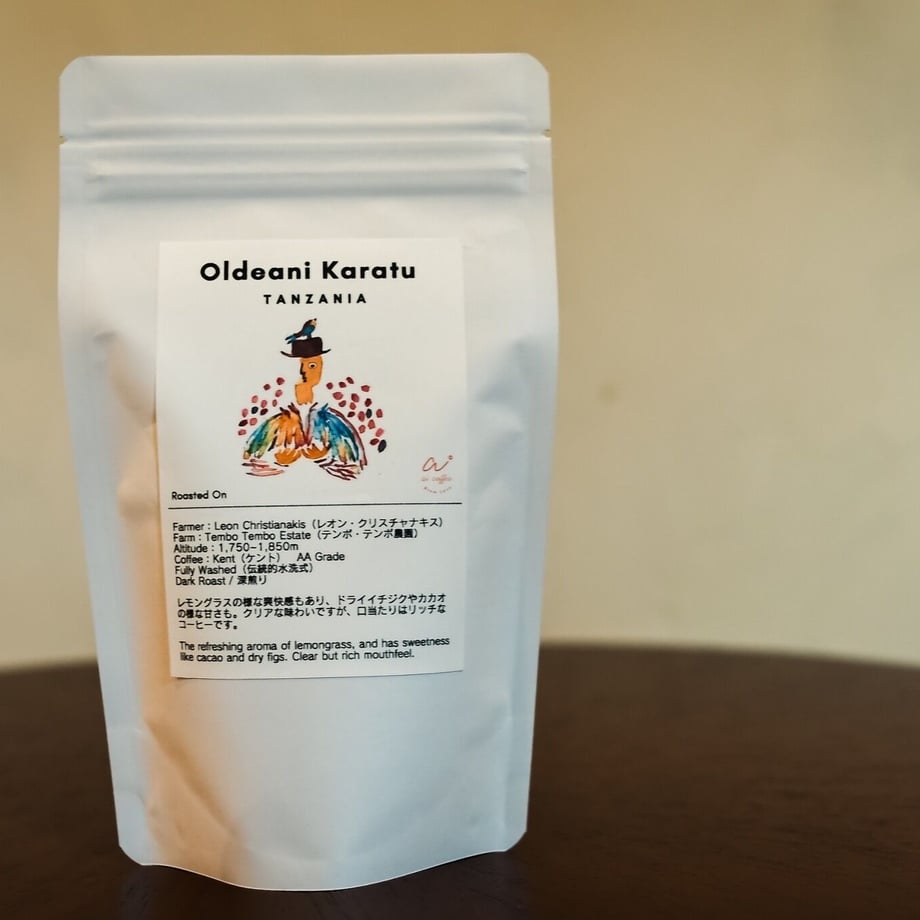 Oldeani Karatu
TANZANIA
ai coffee
Roasted On
Farmer : Leon Christianakis（レオン・クリスチャナキス）
Farm : Tembo Tembo Estate（テンボ・テンボ農園）
Altitude : 1,750-1,850m
Coffee : Kent（ケント） AA Grade
Fully Washed（伝統的水洗式）
Dark Roast / 深煎り
レモングラスの様な爽快感もあり、ドライイチジクやカカオ
の様な甘さも。クリアな味わいですが、口当たりはリッチな
コーヒーです。
The refreshing aroma of lemongrass, and has sweetness
like cacao and dry figs. Clear but rich mouthfeel.